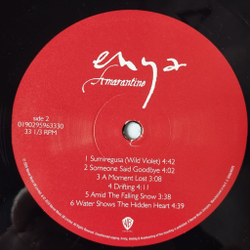 enya
Amarantine
side 2
0190295963330
33 1/3 RPM
1 Sumiregusa (Wild Violet) 4:42
2 Someone Said Goodbye 4:02
3 A Moment Lost 3:08
4 Drifting 4:11
5 Amid The Falling Snow 3:38
6 Water Shows The Hidden Heart 4:39